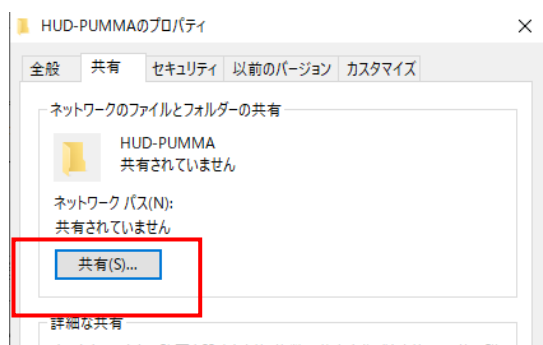 HUD-PUMMAのプロパティ
全般 共有 セキュリティ 以前のバージョン カスタマイズ
ネットワークのファイルとフォルダーの共有
HUD-PUMMA
共有されていません
ネットワーク パス(N):
共有されていません
共有(S)...
詳細な共有